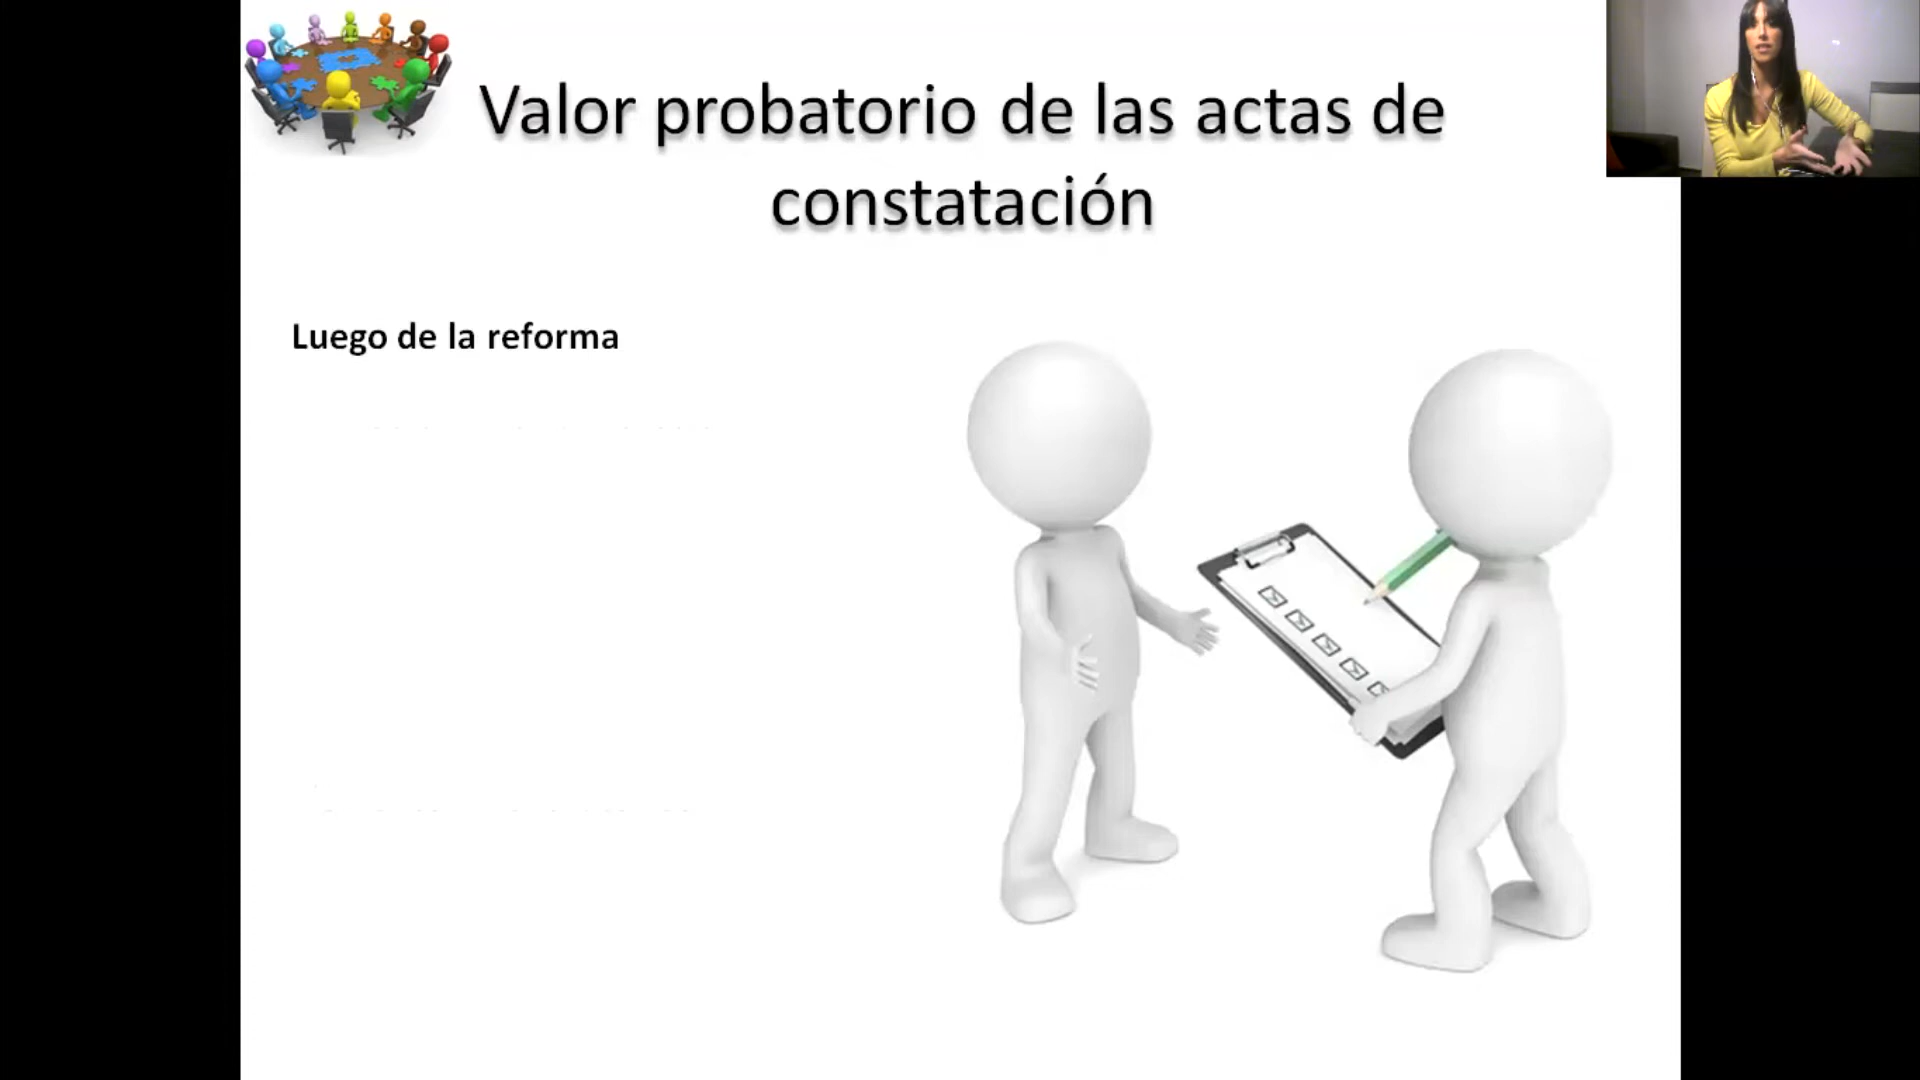 Valor probatorio de las actas de
constatación
Luego de la reforma